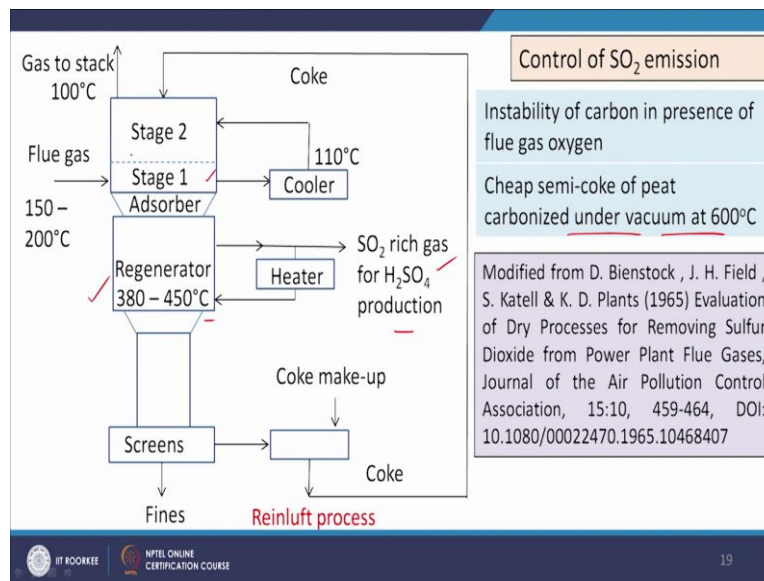 Gas to stack
100°C
Coke
Stage 2
Flue gas
110°C
Stage 1
Cooler
Adsorber
150 –
200°C
SO2 rich gas
for H2SO4
production
Regenerator
380 – 450°C
Heater
Coke make-up
Screens
Coke
Fines
Reinluft process
Control of SO2 emission
Instability of carbon in presence of
flue gas oxygen
Cheap semi-coke of peat
carbonized under vacuum at 600°C
Modified from D. Bienstock , J. H. Field ,
S. Katell & K. D. Plants (1965) Evaluation
of Dry Processes for Removing Sulfur
Dioxide from Power Plant Flue Gases,
Journal of the Air Pollution Control
Association, 15:10, 459-464, DOI:
10.1080/00022470.1965.10468407
IIT ROORKEE
NPTEL ONLINE
CERTIFICATION COURSE
19